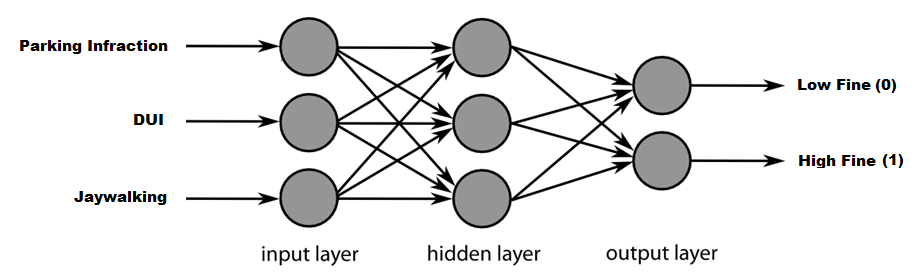 Parking Infraction
DUI
Jaywalking
Low Fine (0)
High Fine (1)
input layer
hidden layer
output layer